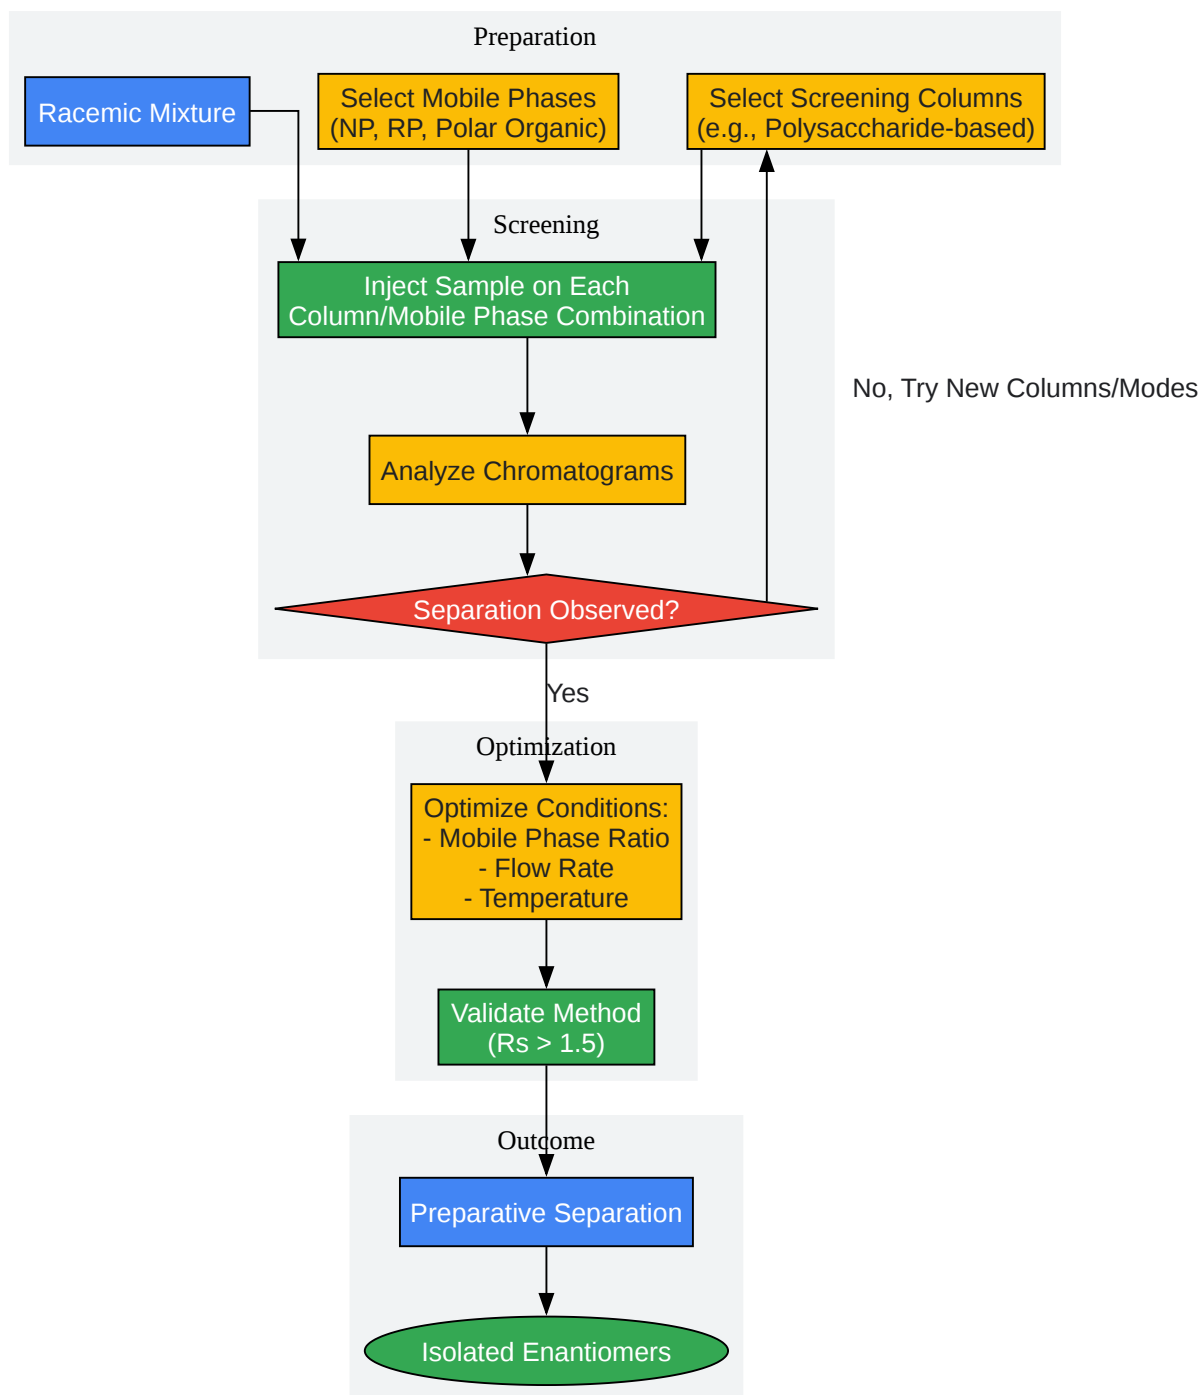 Preparation
Racemic Mixture
Select Mobile Phases
(NP, RP, Polar Organic)
Select Screening Columns
(e.g., Polysaccharide-based)
Screening
Inject Sample on Each
Column/Mobile Phase Combination
No, Try New Columns/Modes
Analyze Chromatograms
Separation Observed?
Yes
Optimization
Optimize Conditions:
- Mobile Phase Ratio
- Flow Rate
- Temperature
Validate Method
(Rs > 1.5)
Outcome
Preparative Separation
Isolated Enantiomers